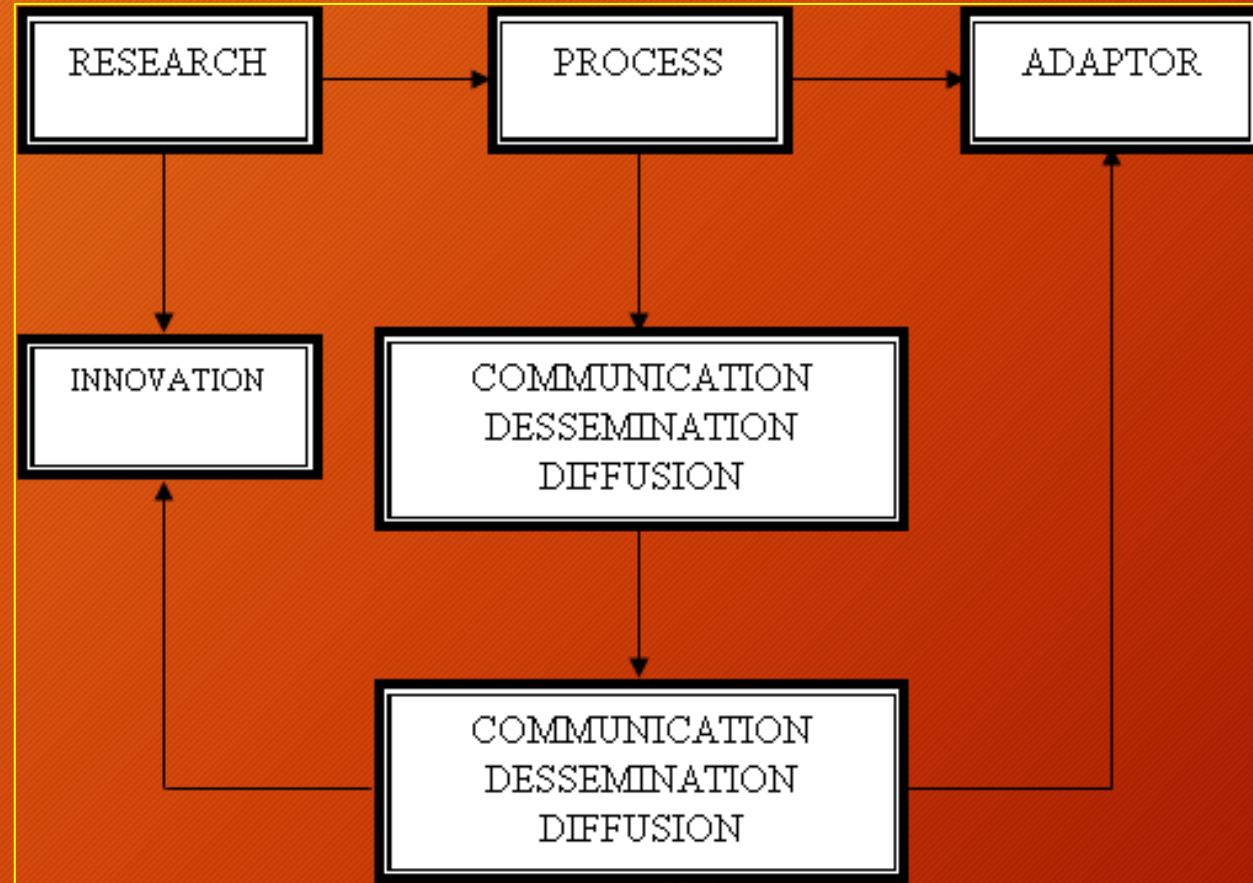 RESEARCH
PROCESS
ADAPTOR
INNOVATION
COMMUNICATION
DESSEMINATION
DIFFUSION
COMMUNICATION
DESSEMINATION
DIFFUSION